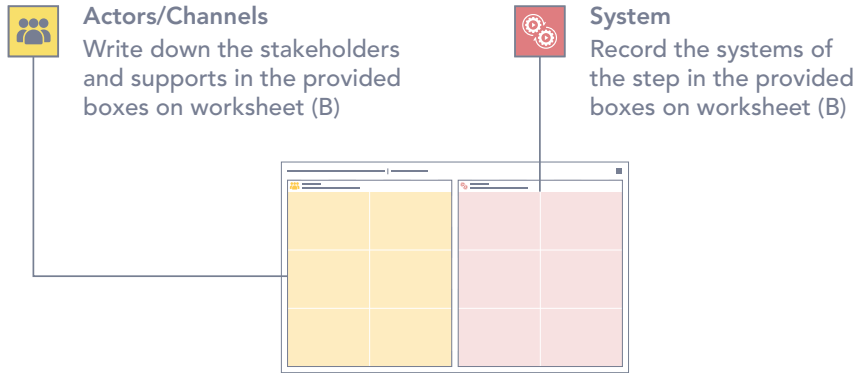 Actors/Channels
Write down the stakeholders
and supports in the provided
boxes on worksheet (B)
System
Record the systems of
the step in the provided
boxes on worksheet (B)